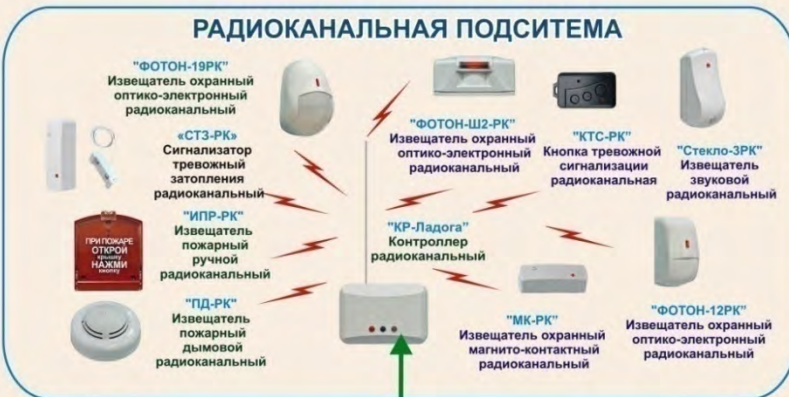 РАДИОКАНАЛЬНАЯ ПОДСИТЕМА
"ФОТОН-19РК"
Извещатель охранный
оптико-электронный
радиоканальный
«СТЗ-РК»
Сигнализатор
тревожный
затопления
радиоканальный
"ИПР-РК"
Извещатель
пожарный
ручной
радиоканальный
ПРИ ПОЖАРЕ
ОТКРОЙ
крышку
НАЖМИ
кнопку
"ПД-РК"
Извещатель
пожарный
дымовой
радиоканальный
"ФОТОН-Ш2-РК"
Извещатель охранный
оптико-электронный
радиоканальный
"КТС-РК"
Кнопка тревожной
сигнализации
радиоканальная
"Стекло-3РК"
Извещатель
звуковой
радиоканальный
"КР-Ладога"
Контроллер
радиоканальный
"МК-РК"
Извещатель охранный
магнито-контактный
радиоканальный
"ФОТОН-12РК"
Извещатель охранный
оптико-электронный
радиоканальный